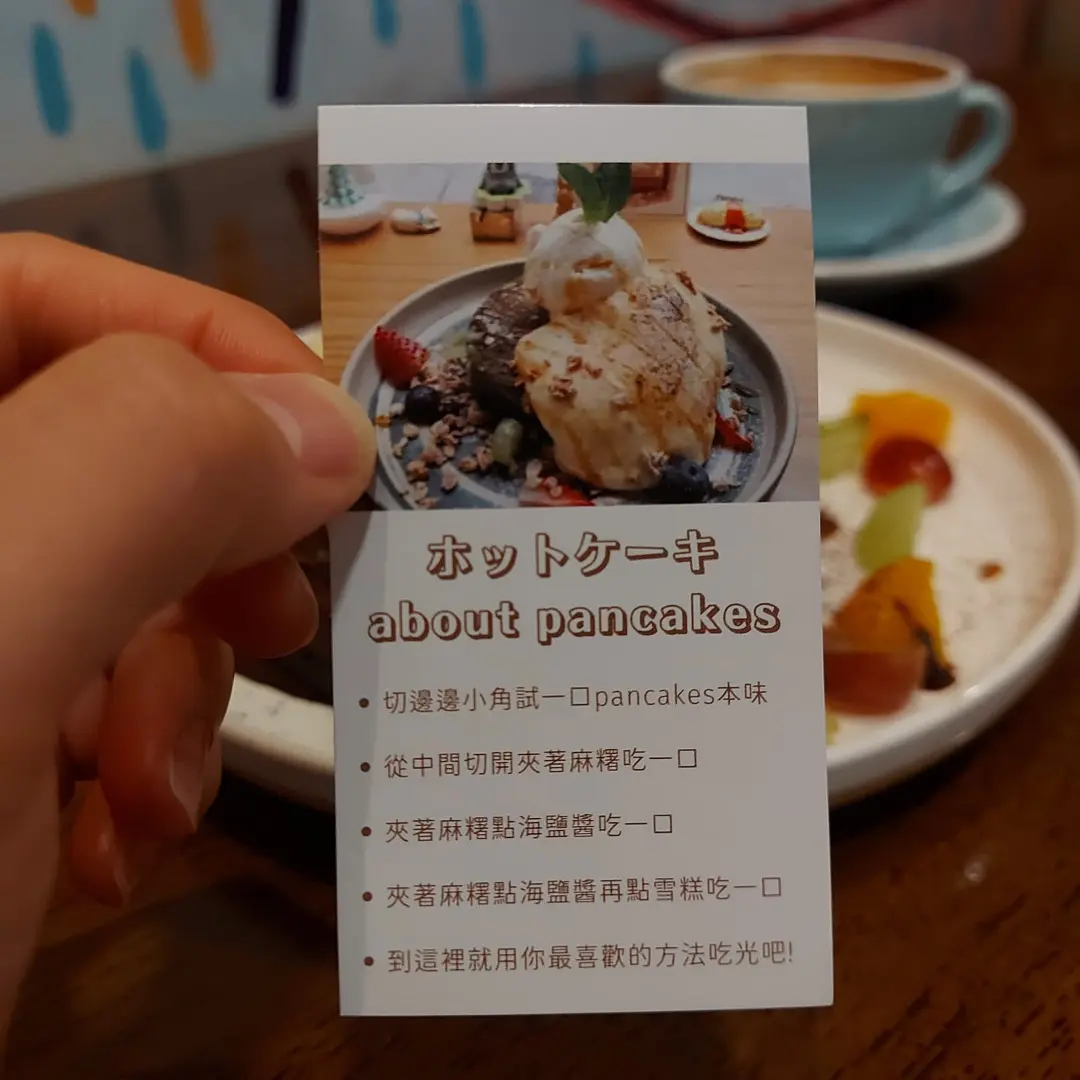 ホットケーキ
about pancakes
• 切邊邊小角試一口pancakes本味
• 從中間切開夾著麻糬吃一口
• 夾著麻糬點海鹽醬吃一口
• 夾著麻糬點海鹽醬再點雪糕吃一口
• 到這裡就用你最喜歡的方法吃光吧!